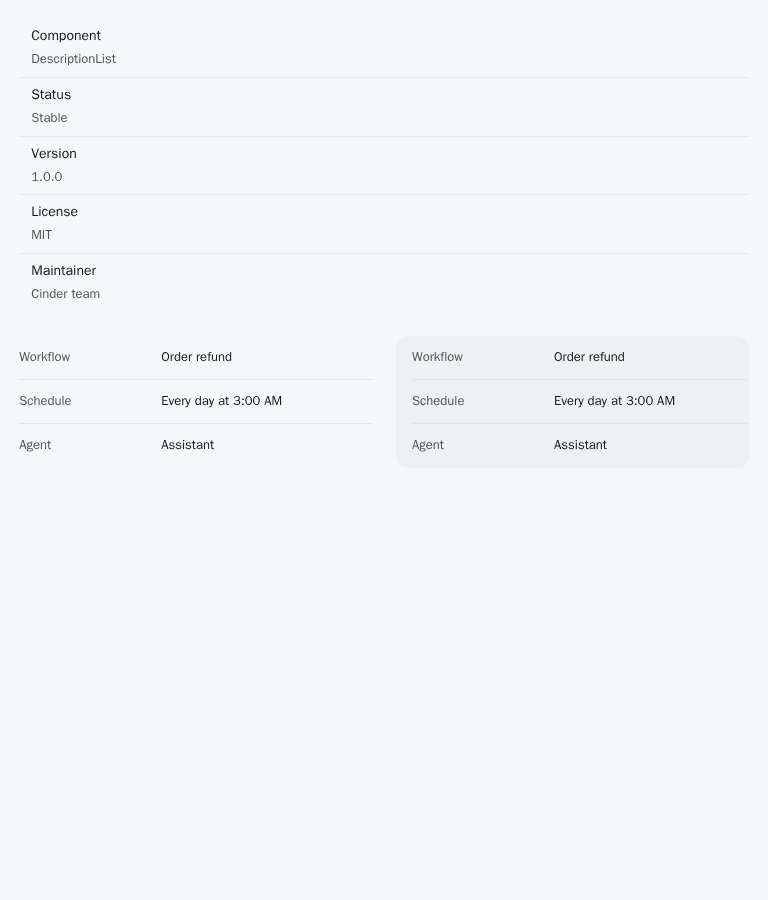 Component
DescriptionList
Status
Stable
Version
1.0.0
License
MIT
Maintainer
Cinder team
Workflow
Order refund
Schedule
Every day at 3:00 AM
Agent
Assistant
Workflow
Order refund
Schedule
Every day at 3:00 AM
Agent
Assistant